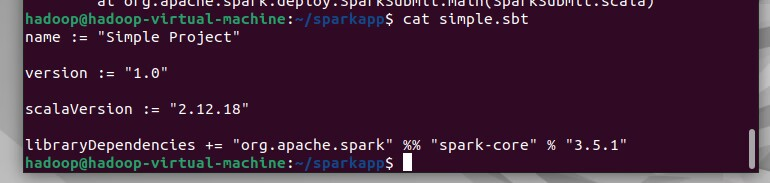 at org.apache.spark.deploy.SparkSubmit.main(SparkSubmit.scala)
hadoop@hadoop-virtual-machine:~/sparkapp$ cat simple.sbt
name := "Simple Project"
version := "1.0"
scalaVersion := "2.12.18"
libraryDependencies += "org.apache.spark" %% "spark-core" % "3.5.1"
hadoop@hadoop-virtual-machine:~/sparkapp$